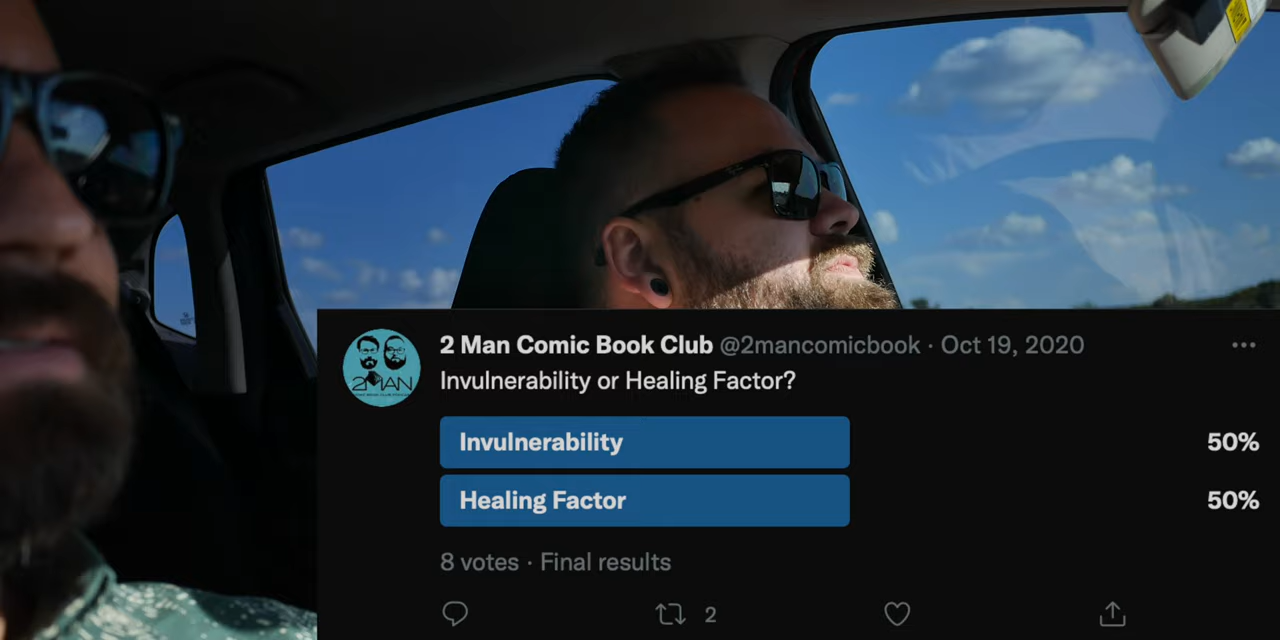 2 Man Comic Book Club @2mancomicbook · Oct 19, 2020
Invulnerability or Healing Factor?
2MAN
Invulnerability 50%
Healing Factor 50%
8 votes · Final results
2